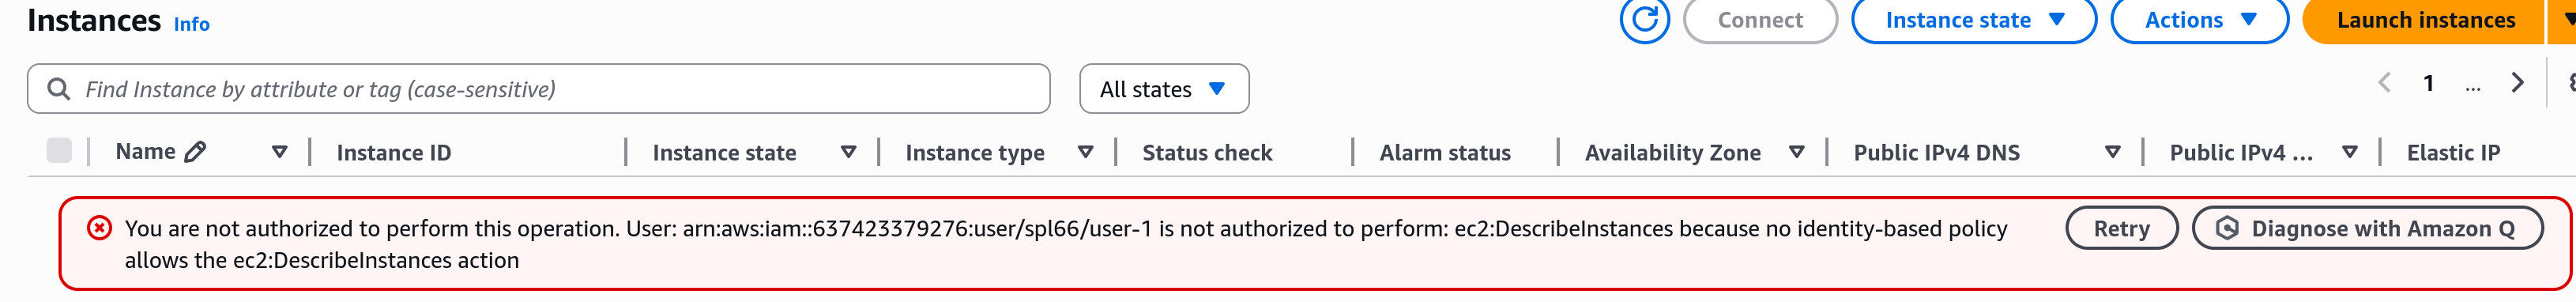 Instances Info
Connect
Instance state
Actions
Launch instances
Find Instance by attribute or tag (case-sensitive)
All states
1 ...
Name
Instance ID
Instance state
Instance type
Status check
Alarm status
Availability Zone
Public IPv4 DNS
Public IPv4 ...
Elastic IP
You are not authorized to perform this operation. User: arn:aws:iam::637423379276:user/spl66/user-1 is not authorized to perform: ec2:DescribeInstances because no identity-based policy
allows the ec2:DescribeInstances action
Retry
Diagnose with Amazon Q